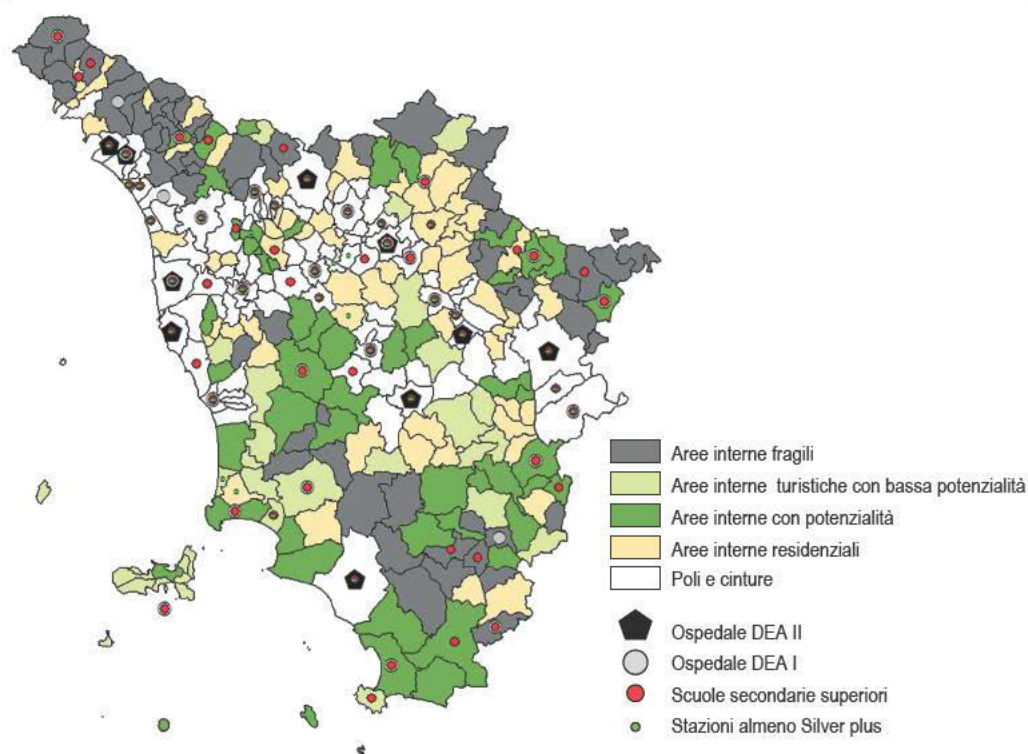 Aree interne fragili
Aree interne turistiche con bassa potenzialità
Aree interne con potenzialità
Aree interne residenziali
Poli e cinture
Ospedale DEA II
Ospedale DEA I
Scuole secondarie superiori
Stazioni almeno Silver plus